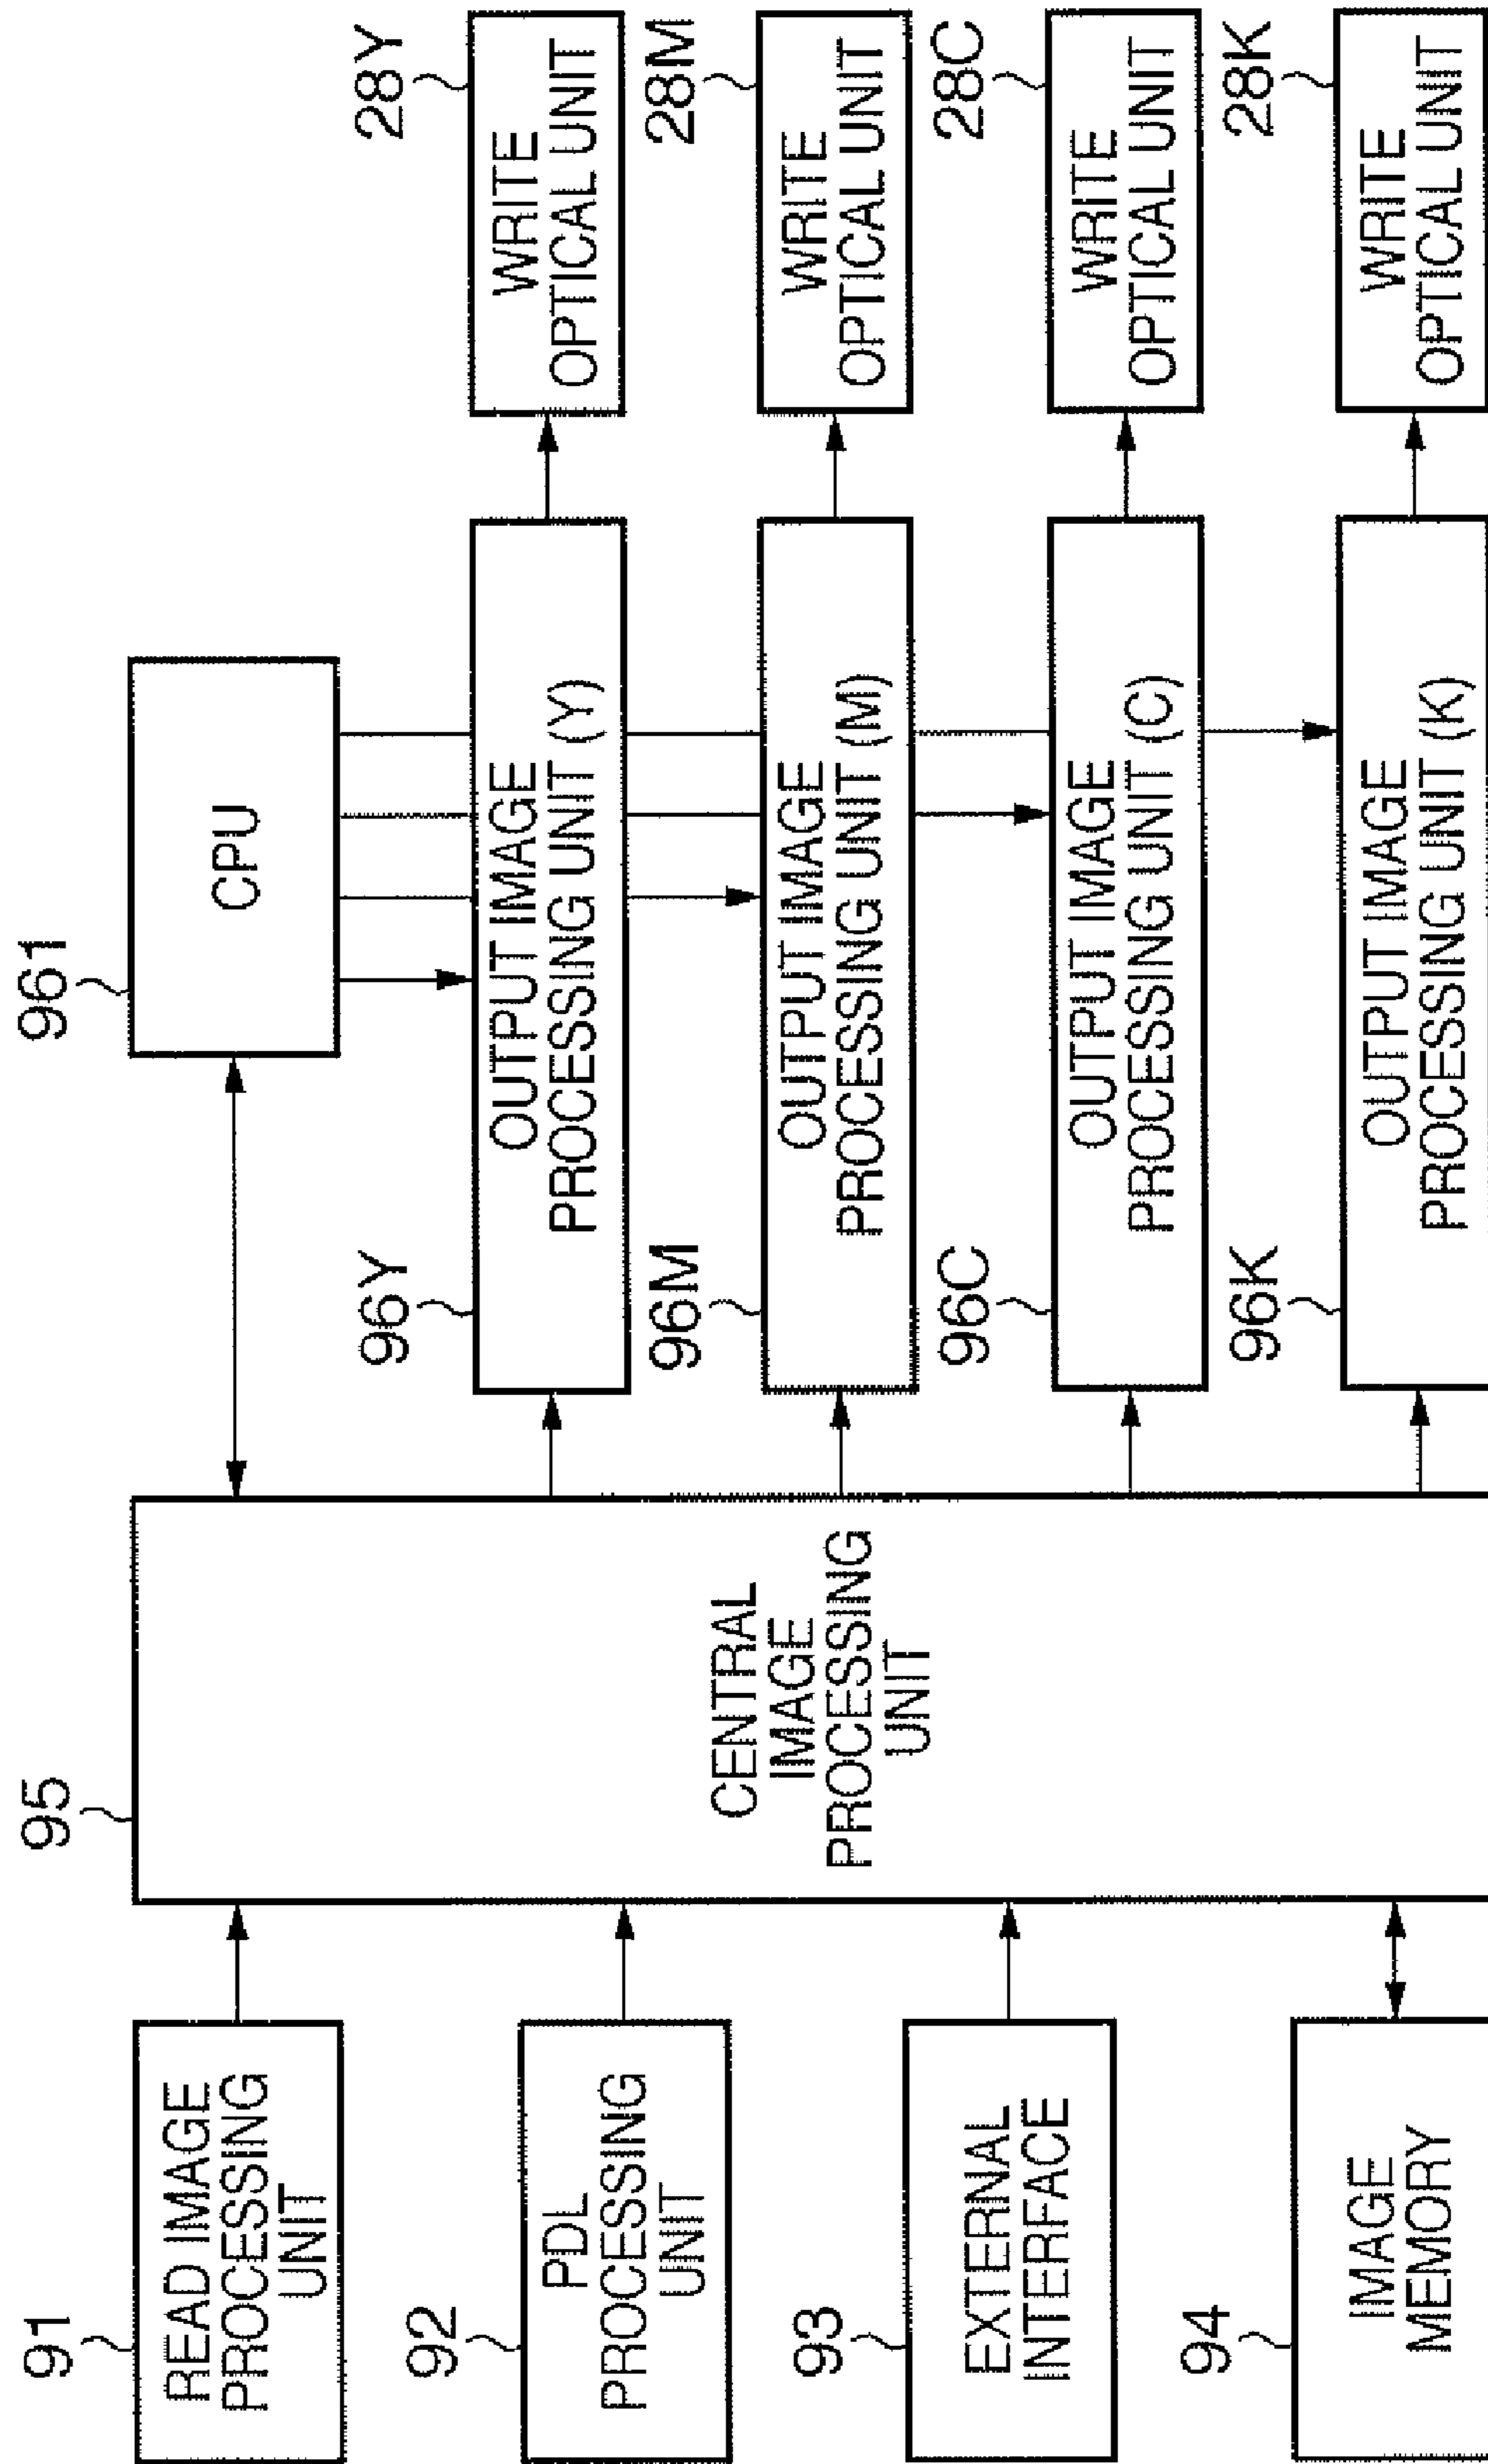 91
READ IMAGE
PROCESSING
UNIT
92
PDL
PROCESSING
UNIT
93
EXTERNAL
INTERFACE
94
IMAGE
MEMORY
95
CENTRAL
IMAGE
PROCESSING
UNIT
961
CPU
96Y
OUTPUT IMAGE
PROCESSING UNIT (Y)
96M
OUTPUT IMAGE
PROCESSING UNIT (M)
96C
OUTPUT IMAGE
PROCESSING UNIT (C)
96K
OUTPUT IMAGE
PROCESSING UNIT (K)
28Y
WRITE
OPTICAL UNIT
28M
WRITE
OPTICAL UNIT
28C
WRITE
OPTICAL UNIT
28K
WRITE
OPTICAL UNIT